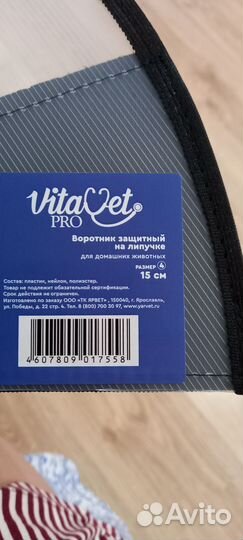 VitaVet
PRO
Воротник защитный
на липучке
для домашних животных
РАЗМЕР 4
15 см
Состав: пластик, нейлон, полиэстер.
Товар не подлежит обязательной сертификации.
Срок действия не ограничен.
Изготовлено по заказу ООО «ТК ЯРВЕТ», 150040, г. Ярославль,
ул. Победы, д. 22 стр. 4. Тел. 8 (800) 700 30 97, www.yarvet.ru
4607809017558
Avito